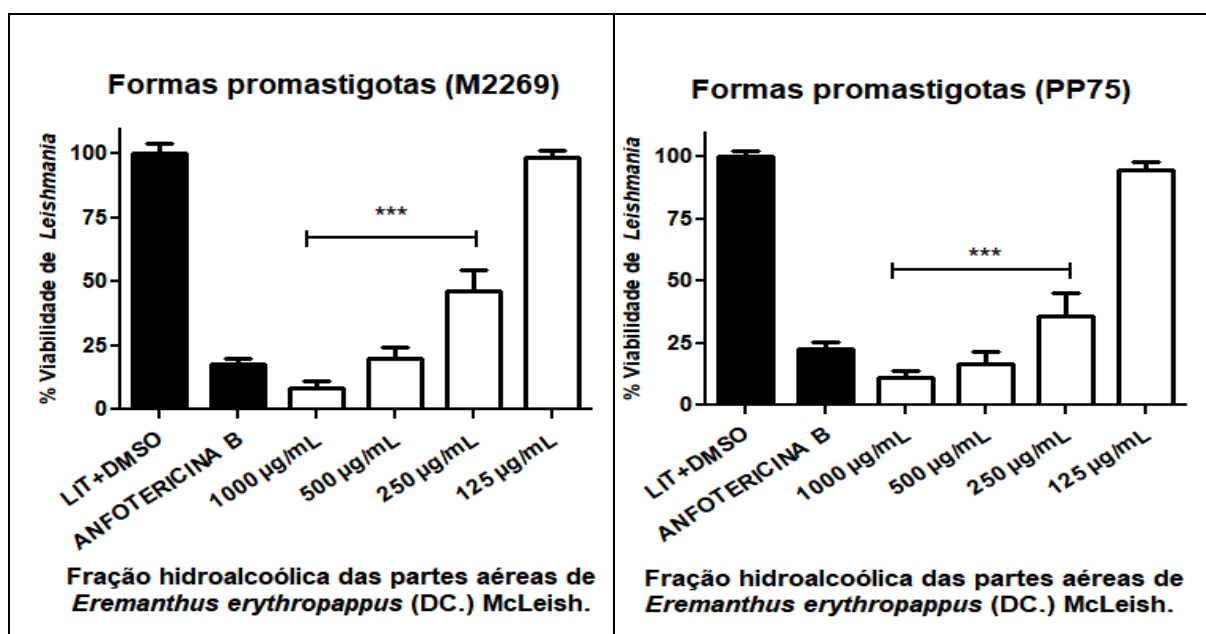 Formas promastigotas (M2269)
% Viabilidade de Leishmania
100
75
50
25
0
***
LIT+DMSO
ANFOTERICINA B
1000 µg/mL
500 µg/mL
250 µg/mL
125 µg/mL
Fração hidroalcoólica das partes aéreas de
Eremanthus erythropappus (DC.) McLeish.
Formas promastigotas (PP75)
% Viabilidade de Leishmania
100
75
50
25
0
***
LIT+DMSO
ANFOTERICINA B
1000 µg/mL
500 µg/mL
250 µg/mL
125 µg/mL
Fração hidroalcoólica das partes aéreas de
Eremanthus erythropappus (DC.) McLeish.